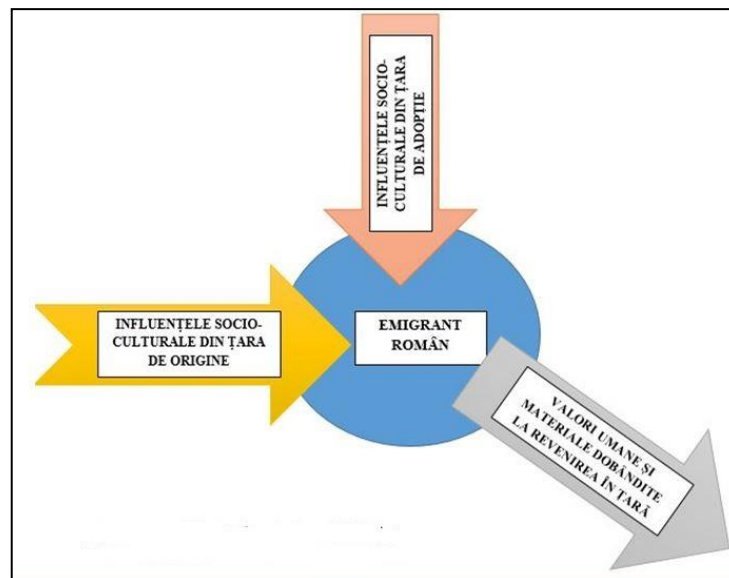 INFLUENȚELE SOCIO-
CULTURALE DIN ȚARA
DE ADOPȚIE
INFLUENȚELE SOCIO-
CULTURALE DIN ȚARA
DE ORIGINE
EMIGRANT
ROMÂN
VALORI UMANE ȘI
MATERIALE DOBÂNDITE
LA REVENIREA ÎN ȚARĂ